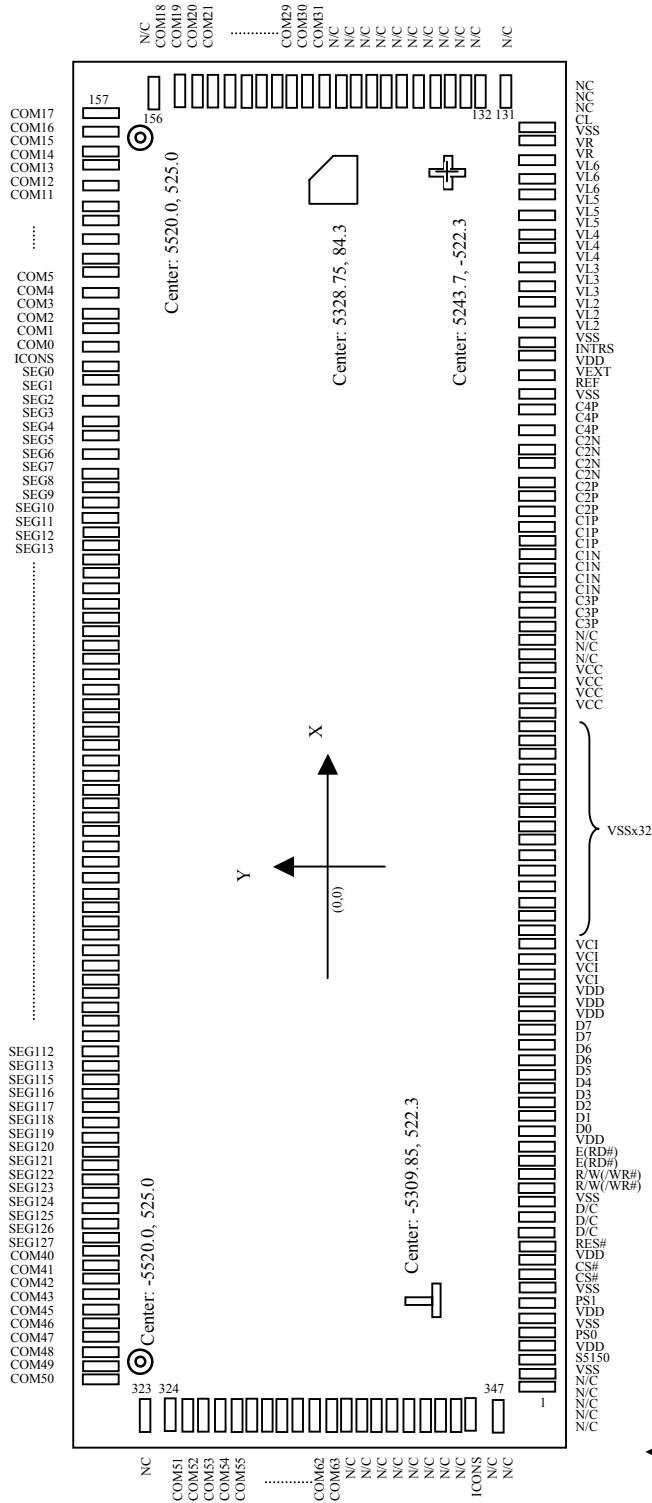 N/C
COM18
COM19
COM20
COM21
............
COM29
COM30
COM31
N/C
N/C
N/C
N/C
N/C
N/C
N/C
N/C
N/C
N/C
N/C
COM17
COM16
COM15
COM14
COM13
COM12
COM11
......
COM5
COM4
COM3
COM2
COM1
COM0
ICONS
SEG0
SEG1
SEG2
SEG3
SEG4
SEG5
SEG6
SEG7
SEG8
SEG9
SEG10
SEG11
SEG12
SEG13
............
SEG112
SEG113
SEG115
SEG116
SEG117
SEG118
SEG119
SEG120
SEG121
SEG122
SEG123
SEG124
SEG125
SEG126
SEG127
COM40
COM41
COM42
COM43
COM45
COM46
COM47
COM48
COM49
COM50
157
156
132
131
Center: 5520.0, 525.0
Center: 5328.75, 84.3
Center: 5243.7, -522.3
X
Y
(0,0)
Center: -5309.85, 522.3
Center: -5520.0, 525.0
323
324
347
1
NC
NC
NC
CL
VSS
VR
VR
VL6
VL6
VL6
VL5
VL5
VL5
VL4
VL4
VL4
VL3
VL3
VL3
VL2
VL2
VL2
VSS
INTRS
VDD
VEXT
REF
VSS
C4P
C4P
C4P
C2N
C2N
C2N
C2N
C2P
C2P
C2P
C1P
C1P
C1P
C1N
C1N
C1N
C1N
C3P
C3P
C3P
N/C
N/C
N/C
VCC
VCC
VCC
VCC
VSSx32
VCI
VCI
VCI
VCI
VDD
VDD
VDD
D7
D7
D6
D6
D5
D4
D3
D2
D1
D0
VDD
E(RD#)
E(RD#)
R/W(/WR#)
R/W(/WR#)
VSS
D/C
D/C
D/C
RES#
VDD
CS#
CS#
VSS
PS1
VDD
VSS
PS0
VDD
S5150
VSS
N/C
N/C
N/C
N/C
N/C
NC
COM51
COM52
COM53
COM54
COM55
............
COM62
COM63
N/C
N/C
N/C
N/C
N/C
N/C
N/C
N/C
ICONS
N/C
N/C